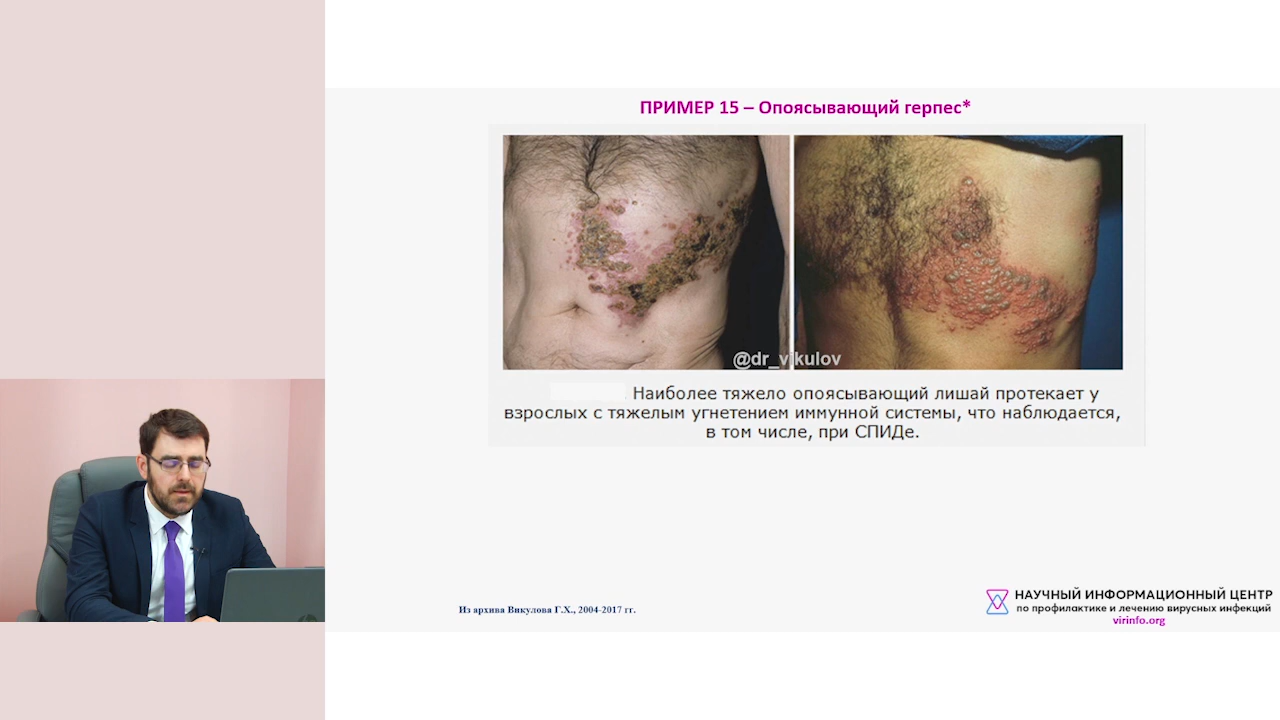 ПРИМЕР 15 – Опоясывающий герпес*
@dr_vikulov
Наиболее тяжело опоясывающий лишай протекает у
взрослых с тяжелым угнетением иммунной системы, что наблюдается,
в том числе, при СПИДе.
Из архива Викулова Г.Х., 2004-2017 гг.
НАУЧНЫЙ ИНФОРМАЦИОННЫЙ ЦЕНТР
по профилактике и лечению вирусных инфекций
virinfo.org